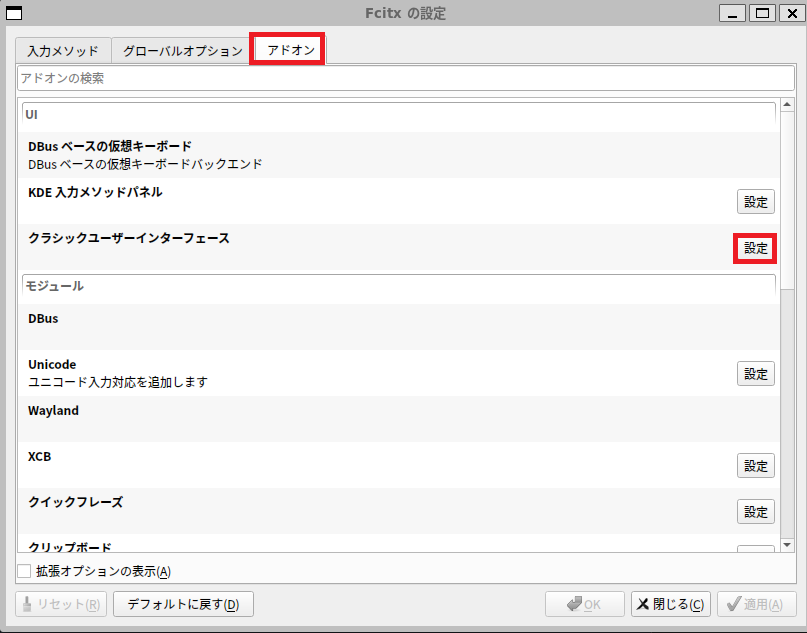 Fcitx の設定
入力メソッド グローバルオプション アドオン
アドオンの検索
UI
DBus ベースの仮想キーボード
DBus ベースの仮想キーボードバックエンド
KDE 入力メソッドパネル
設定
クラシックユーザーインターフェース
設定
モジュール
DBus
Unicode
ユニコード入力対応を追加します
設定
Wayland
XCB
設定
クイックフレーズ
設定
クリップボード
拡張オプションの表示(A)
リセット(R) デフォルトに戻す(D) OK 閉じる(C) 適用(A)